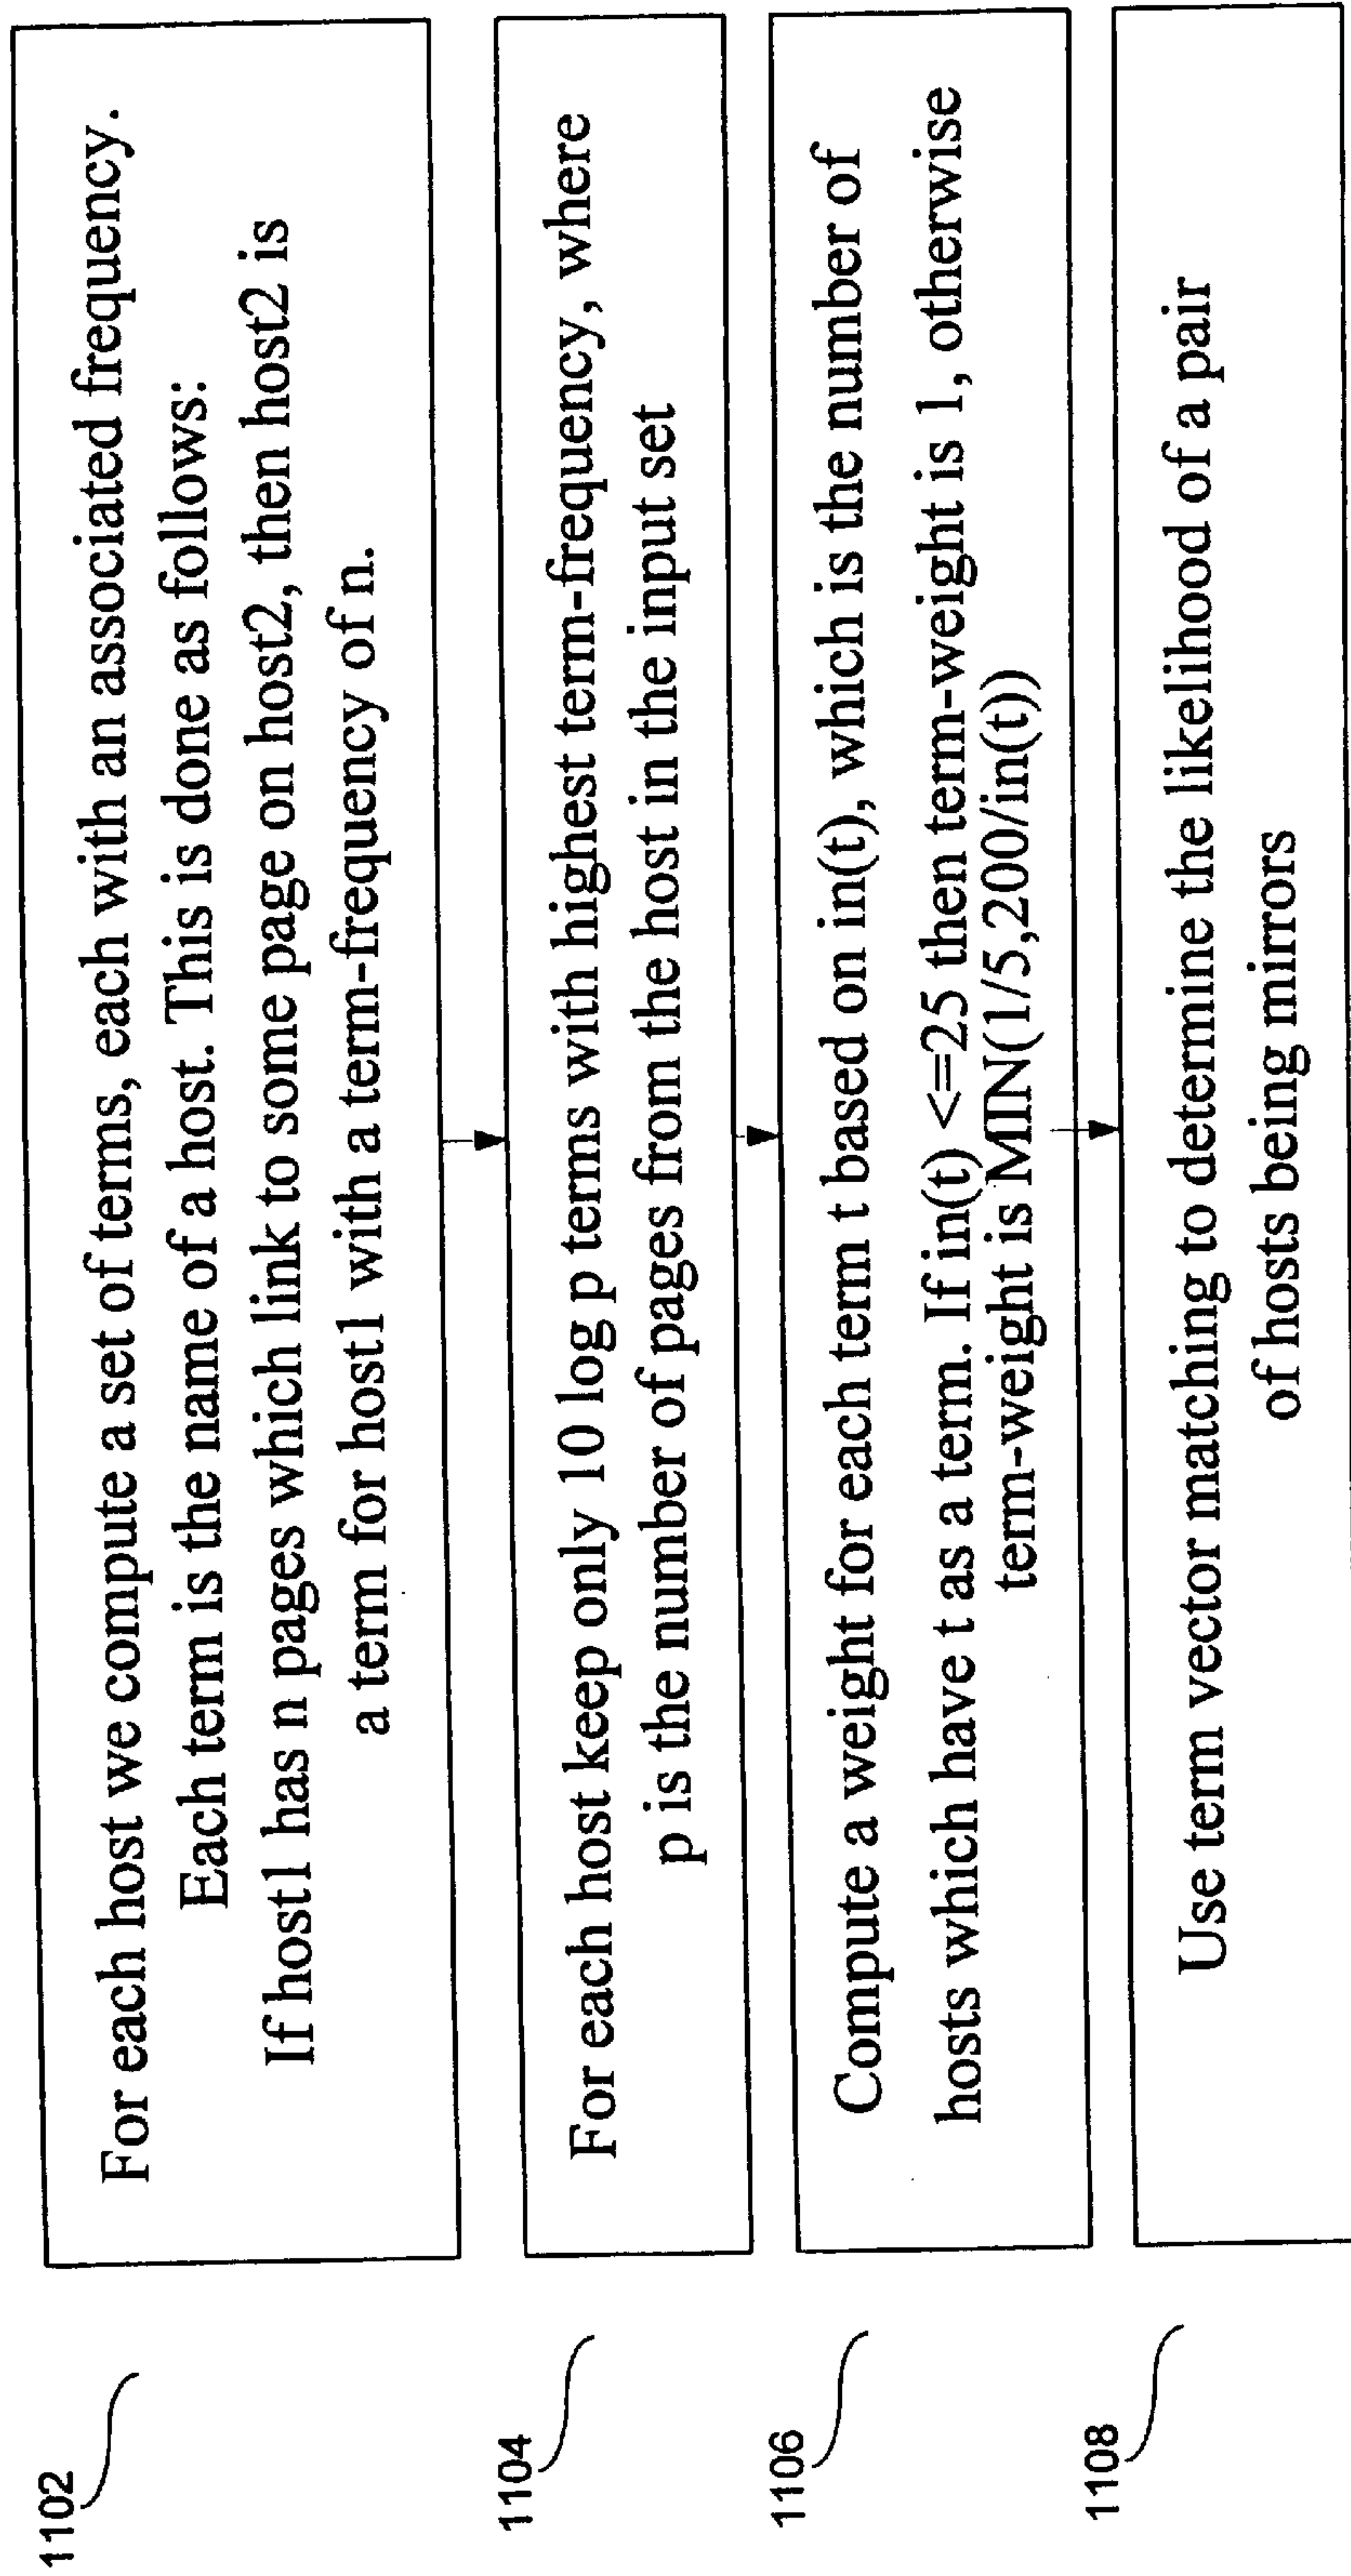 1102
For each host we compute a set of terms, each with an associated frequency.
Each term is the name of a host. This is done as follows:
If host1 has n pages which link to some page on host2, then host2 is
a term for host1 with a term-frequency of n.
1104
For each host keep only 10 log p terms with highest term-frequency, where
p is the number of pages from the host in the input set
1106
Compute a weight for each term t based on in(t), which is the number of
hosts which have t as a term. If in(t) <=25 then term-weight is 1, otherwise
term-weight is MIN(1/5,200/in(t))
1108
Use term vector matching to determine the likelihood of a pair
of hosts being mirrors